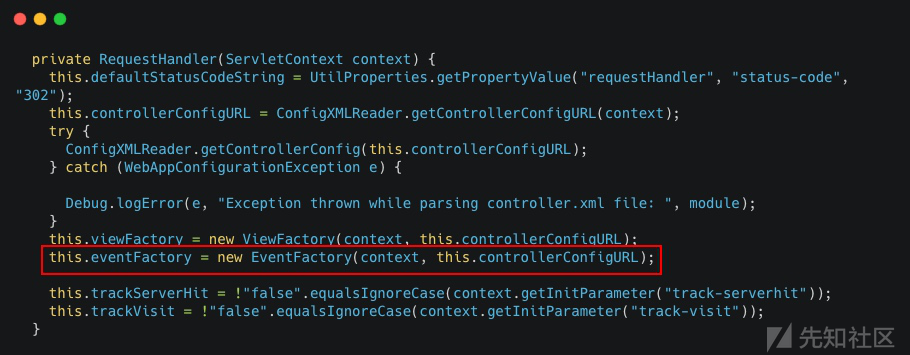 private RequestHandler(ServletContext context) {
this.defaultStatusCodeString = UtilProperties.getPropertyValue("requestHandler", "status-code",
"302");
this.controllerConfigURL = ConfigXMLReader.getControllerConfigURL(context);
try {
ConfigXMLReader.getControllerConfig(this.controllerConfigURL);
} catch (WebAppConfigurationException e) {
Debug.logError(e, "Exception thrown while parsing controller.xml file: ", module);
}
this.viewFactory = new ViewFactory(context, this.controllerConfigURL);
this.eventFactory = new EventFactory(context, this.controllerConfigURL);
this.trackServerHit = !"false".equalsIgnoreCase(context.getInitParameter("track-serverhit"));
this.trackVisit = !"false".equalsIgnoreCase(context.getInitParameter("track-visit"));
}
先知社区